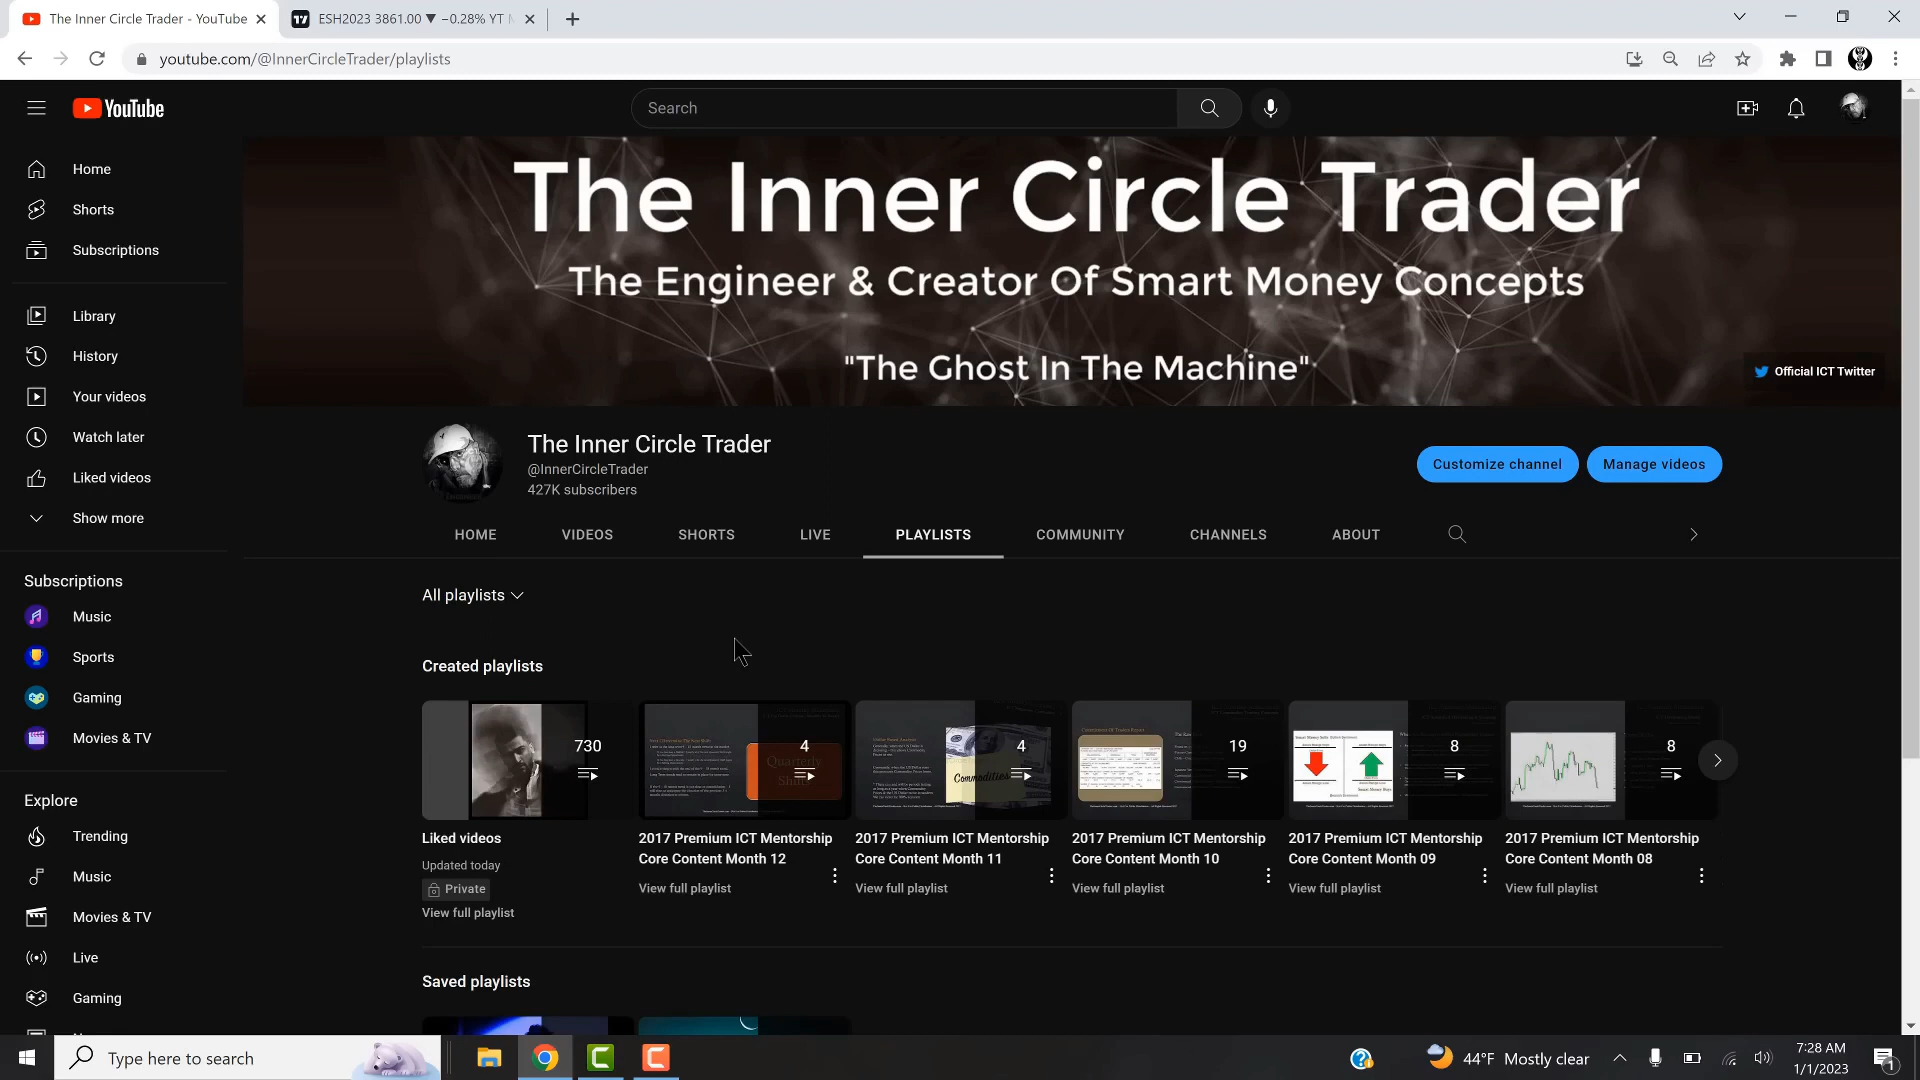 The Inner Circle Trader - YouTube
ESH2023 3861.00 ▼ −0.28% YT
youtube.com/@InnerCircleTrader/playlists
YouTube
Search
Home
Shorts
Subscriptions
Library
History
Your videos
Watch later
Liked videos
Show more
Subscriptions
Music
Sports
Gaming
Movies & TV
Explore
Trending
Music
Movies & TV
Live
Gaming
The Inner Circle Trader
The Engineer & Creator Of Smart Money Concepts
"The Ghost In The Machine"
Official ICT Twitter
The Inner Circle Trader
@InnerCircleTrader
427K subscribers
Customize channel
Manage videos
HOME
VIDEOS
SHORTS
LIVE
PLAYLISTS
COMMUNITY
CHANNELS
ABOUT
All playlists
Created playlists
730
Liked videos
Updated today
Private
View full playlist
Quarterly
4
2017 Premium ICT Mentorship
Core Content Month 12
View full playlist
Commodities
4
2017 Premium ICT Mentorship
Core Content Month 11
View full playlist
19
2017 Premium ICT Mentorship
Core Content Month 10
View full playlist
8
2017 Premium ICT Mentorship
Core Content Month 09
View full playlist
8
2017 Premium ICT Mentorship
Core Content Month 08
View full playlist
Saved playlists
Type here to search
44°F Mostly clear
7:28 AM
1/1/2023
1